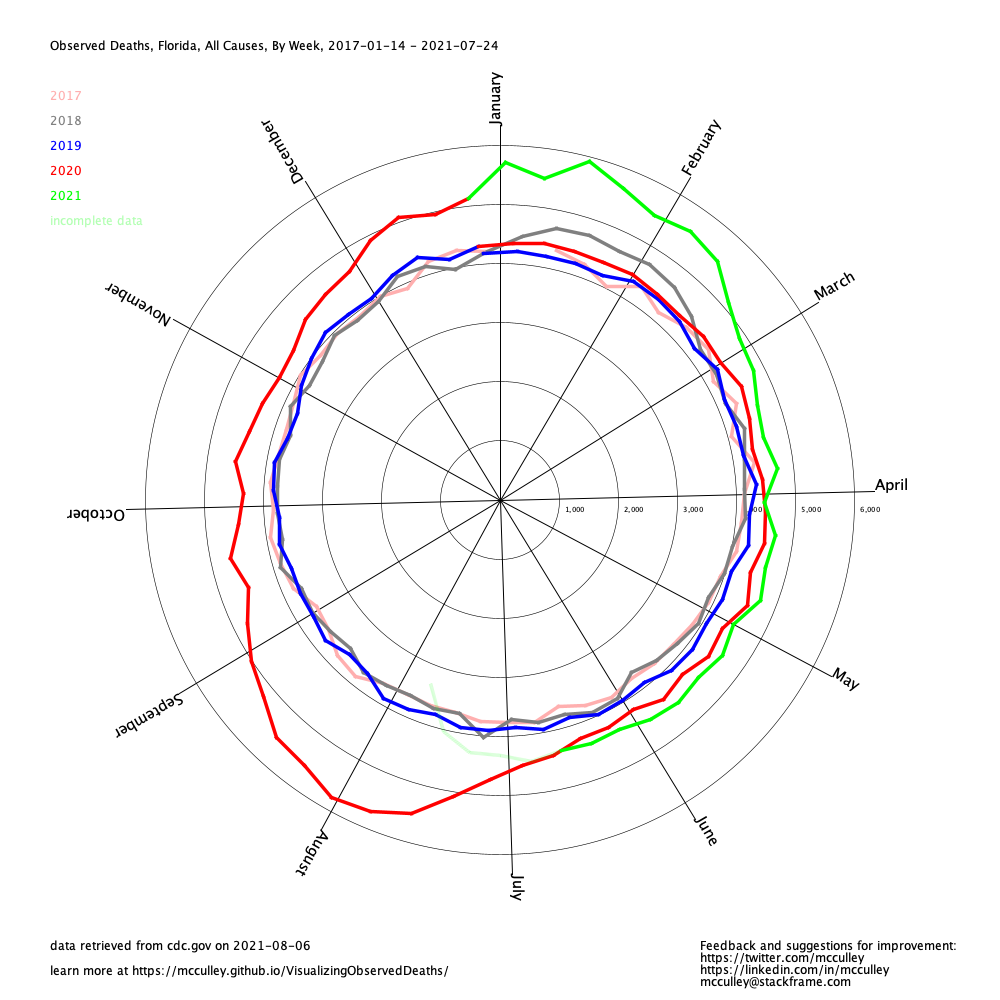 Observed Deaths, Florida, All Causes, By Week, 2017-01-14 - 2021-07-24
2017
2018
2019
2020
2021
incomplete data
January
February
March
April
May
June
July
August
September
October
November
December
1,000
2,000
3,000
5,000
6,000
data retrieved from cdc.gov on 2021-08-06
learn more at https://mcculley.github.io/VisualizingObservedDeaths/
Feedback and suggestions for improvement:
https://twitter.com/mcculley
https://linkedin.com/in/mcculley
mcculley@stackframe.com